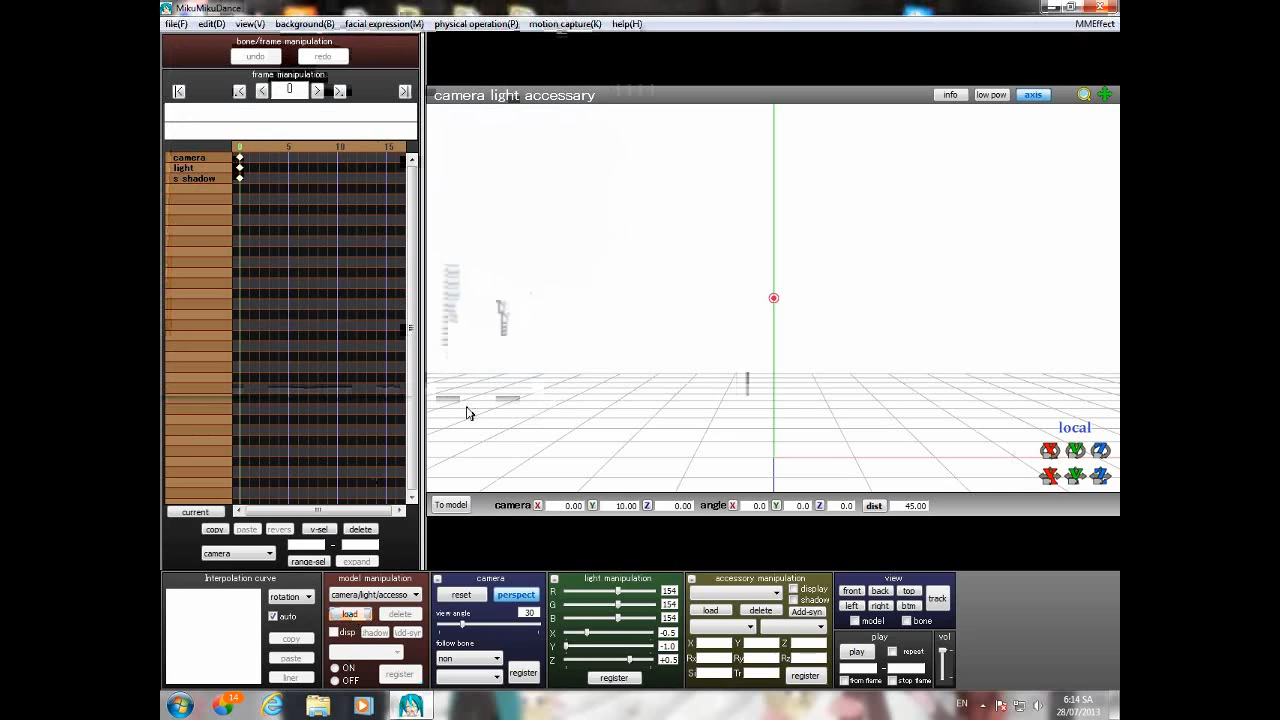 MikuMikuDance
file(F) edit(D) view(V) background(B) facial expression(M) physical operation(P) motion capture(K) help(H) MMEffect
bone/frame manipulation
undo redo
frame manipulation
0
camera light accessary info low pow axis
0 5 10 15
camera
light
s shadow
local
current
To model camera X 0.00 Y 10.00 Z 0.00 angle X 0.0 Y 0.0 Z 0.0 dist 45.00
copy paste revers v-sel delete
camera -
range-sel expand
Interpolation curve
rotation
auto
copy
paste
liner
model manipulation
camera/light/accesso
load delete
disp
ON
OFF
register
camera
reset perspect
view angle 30
follow bone
non
register
light manipulation
R 154
G 154
B 154
X -0.5
Y -1.0
Z +0.5
register
accessory manipulation
display
shadow
load delete Add-syn
X Y Z
Rx Ry Rz
Si Tr register
view
front back top
left right btm
track
model bone
play
play repeat
-
from flame stop flame
vol
14
EN
6:14 SA
28/07/2013